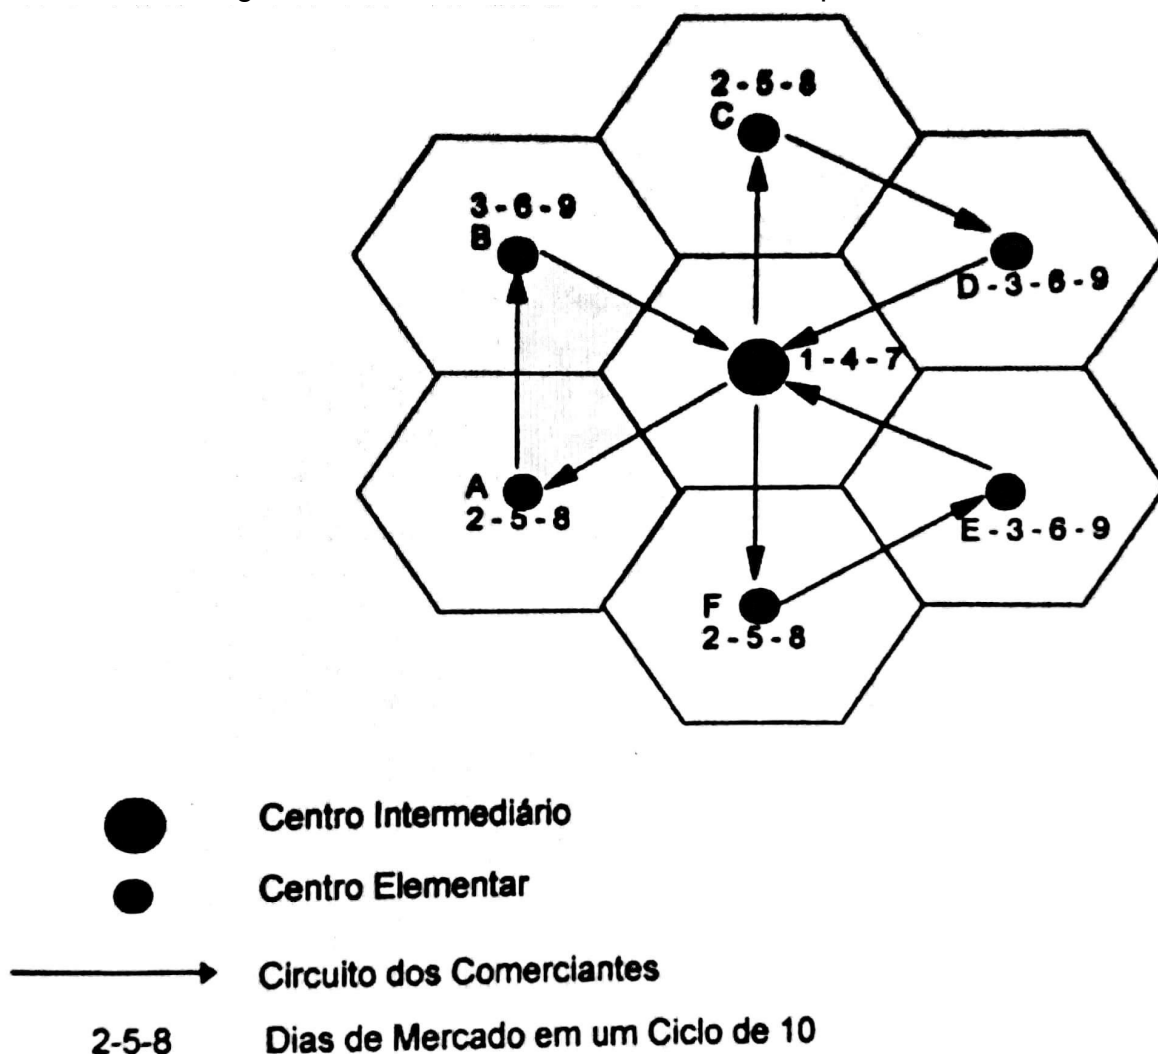 2 - 5 - 8
C
3 - 6 - 9
B
D - 3 - 6 - 9
1 - 4 - 7
A
2 - 5 - 8
E - 3 - 6 - 9
F
2 - 5 - 8
Centro Intermediário
Centro Elementar
Circuito dos Comerciantes
2-5-8 Dias de Mercado em um Ciclo de 10